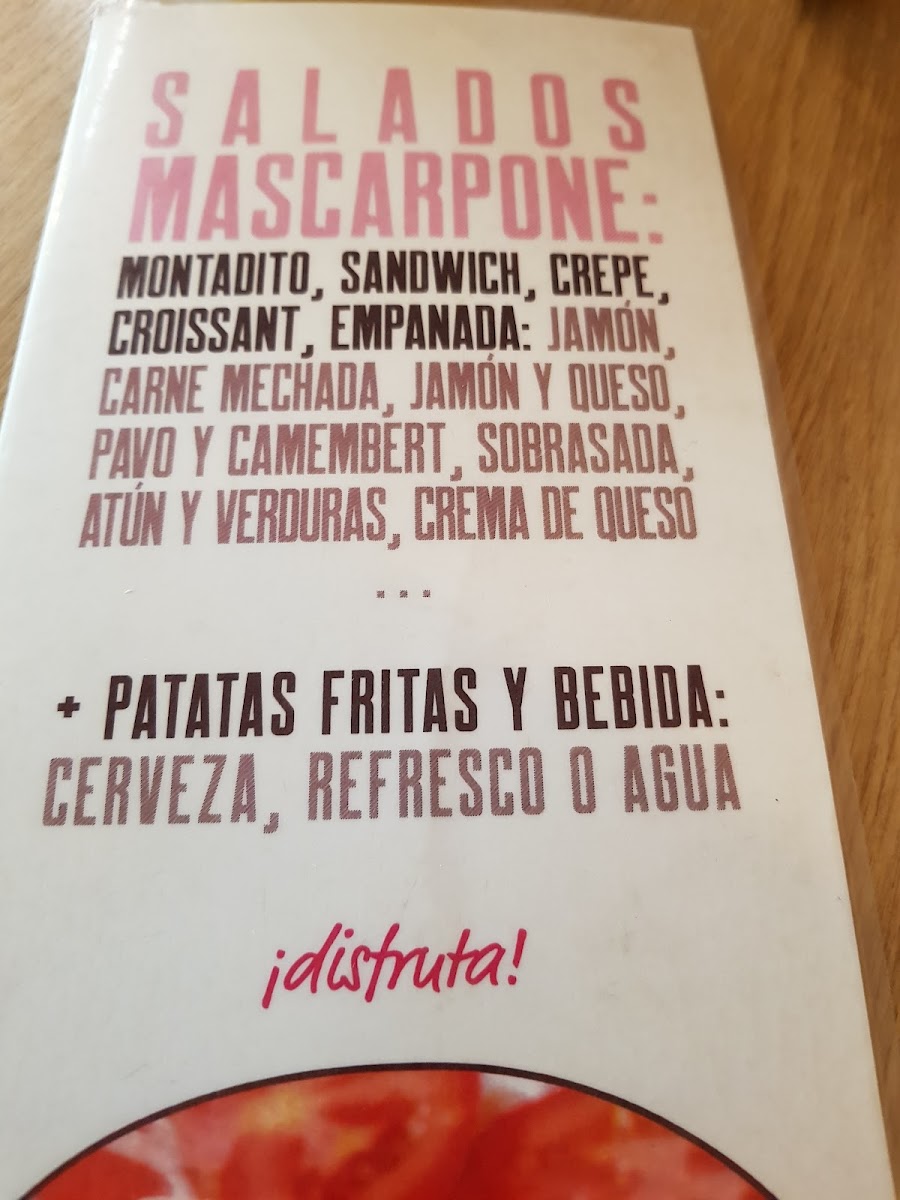 SALADOS
MASCARPONE:
MONTADITO, SANDWICH, CREPE,
CROISSANT, EMPANADA: JAMÓN,
CARNE MECHADA, JAMÓN Y QUESO,
PAVO Y CAMEMBERT, SOBRASADA,
ATÚN Y VERDURAS, CREMA DE QUESO
...
+ PATATAS FRITAS Y BEBIDA:
CERVEZA, REFRESCO O AGUA
¡disfruta!